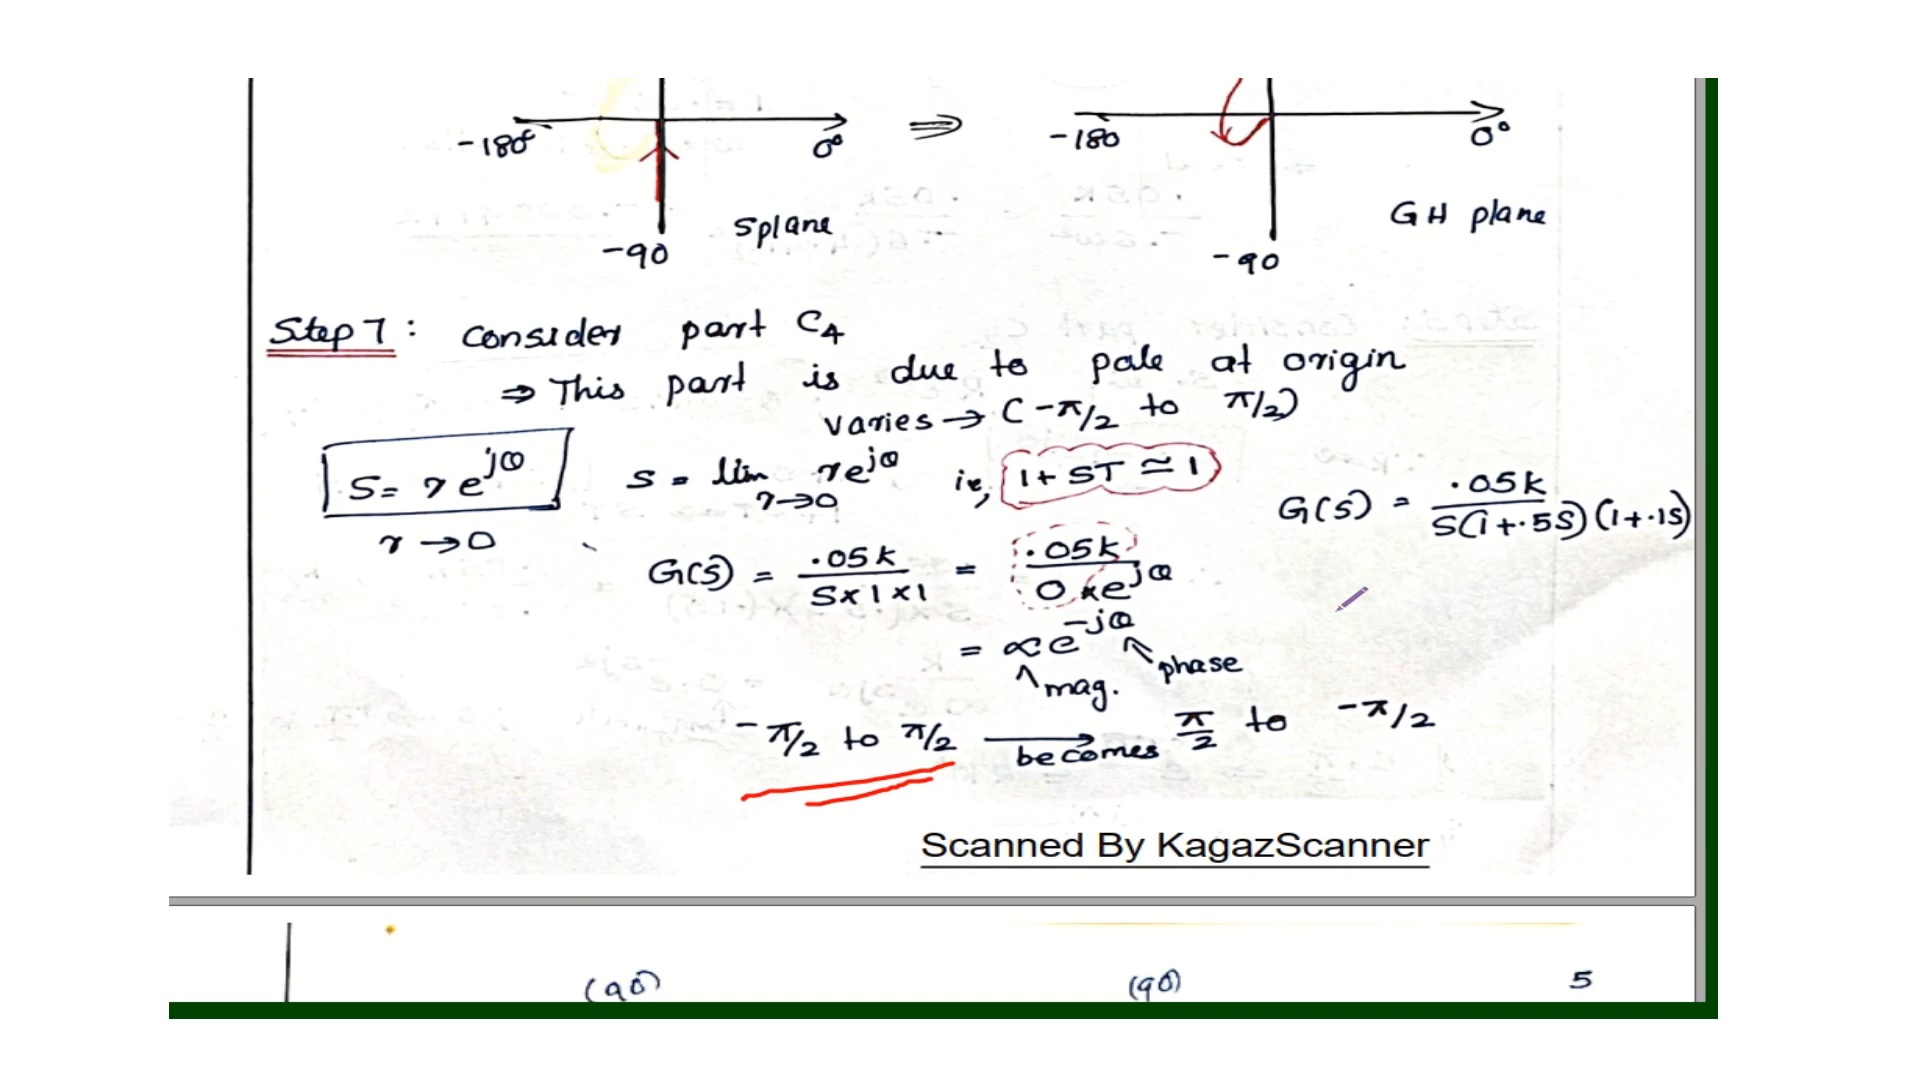 -180° 0° ⇒ -180 0°
S plane GH plane
-90 -90
Step 7 : Consider part C4
⇒ This part is due to pole at origin
varies → (-π/2 to π/2)
S = r e^jθ S = lim r→0 r e^jθ ie, 1 + ST ≃ 1
r → 0
G(s) = .05k / S(1+.5S)(1+.1S)
G(s) = .05k / S×1×1 = .05k / 0×e^jθ
= ∝ e^-jθ
mag. phase
-π/2 to π/2 becomes π/2 to -π/2
Scanned By KagazScanner
(90°) (90°) 5